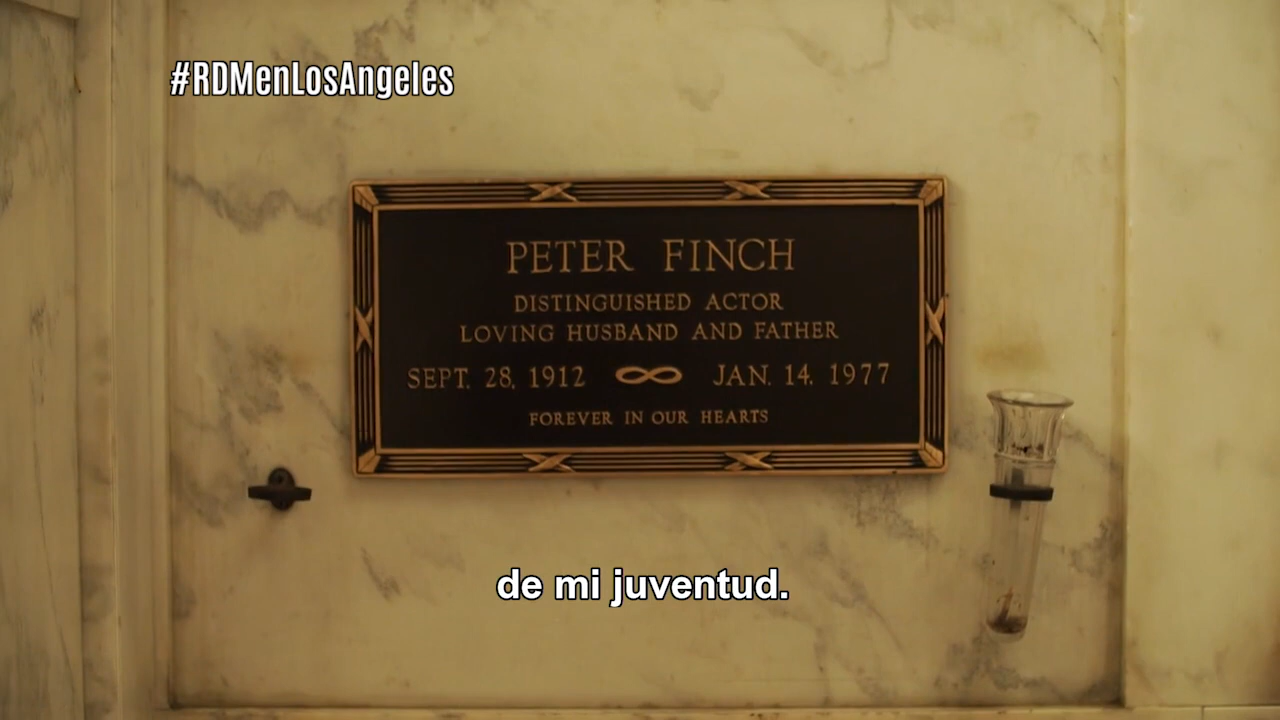 #RDMenLosAngeles
PETER FINCH
DISTINGUISHED ACTOR
LOVING HUSBAND AND FATHER
SEPT. 28, 1912 ∞ JAN. 14. 1977
FOREVER IN OUR HEARTS
de mi juventud.